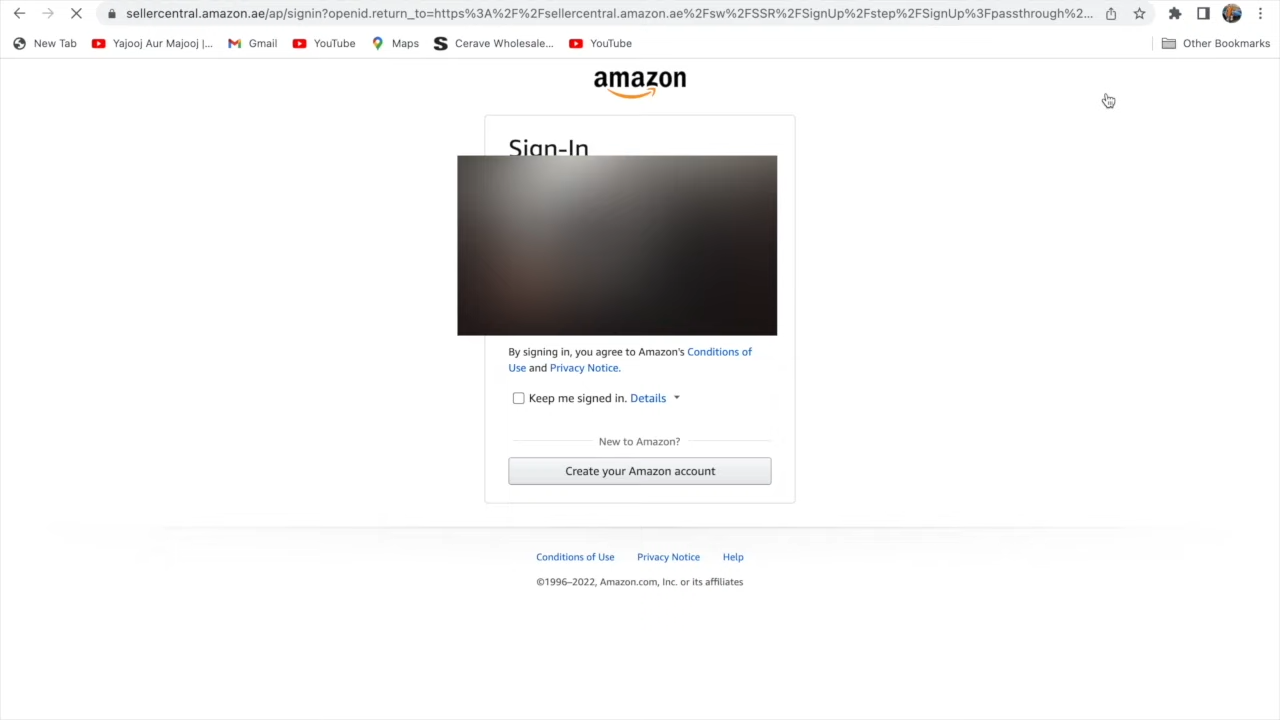 sellercentral.amazon.ae/ap/signin?openid.return_to=https%3A%2F%2Fsellercentral.amazon.ae%2Fsw%2FSSR%2FSignUp%2Fstep%2FSignUp%3Fpassthrough%2...
New Tab Yajooj Aur Majooj |... Gmail YouTube Maps Cerave Wholesale... YouTube Other Bookmarks
amazon
Sign-In
By signing in, you agree to Amazon's Conditions of
Use and Privacy Notice.
Keep me signed in. Details
New to Amazon?
Create your Amazon account
Conditions of Use Privacy Notice Help
©1996–2022, Amazon.com, Inc. or its affiliates